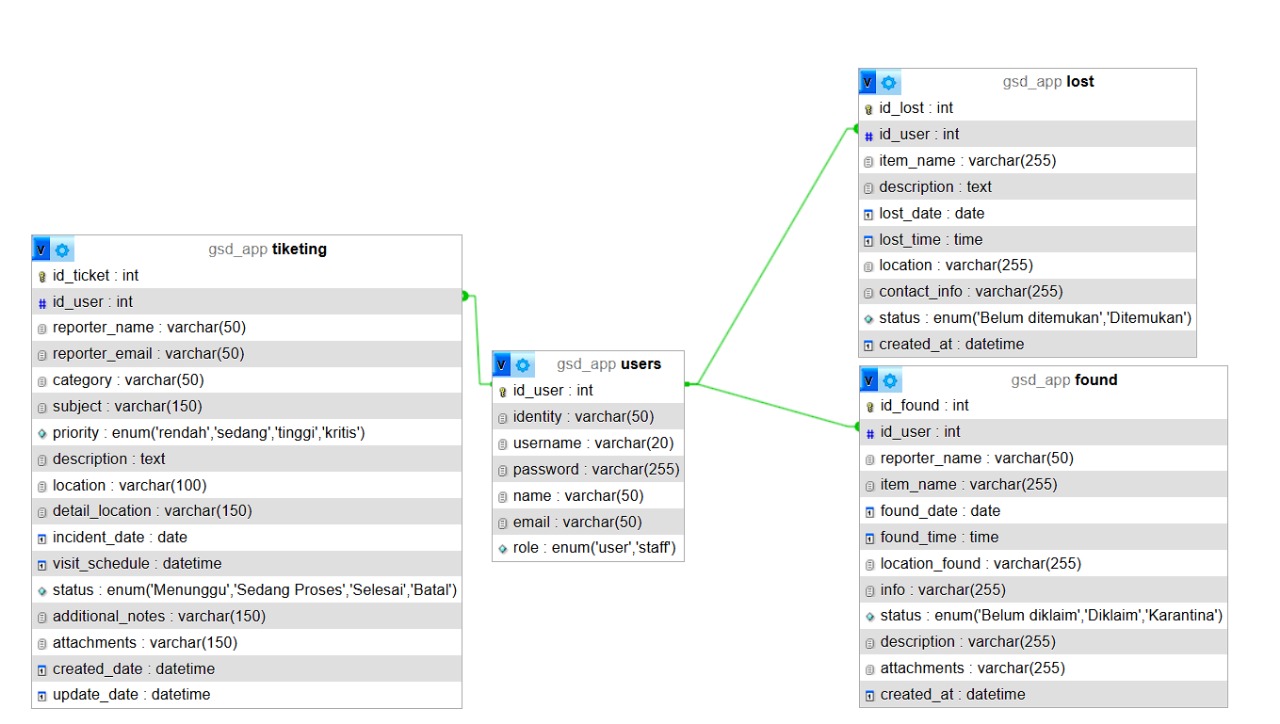 gsd_app tiketing
id_ticket : int
id_user : int
reporter_name : varchar(50)
reporter_email : varchar(50)
category : varchar(50)
subject : varchar(150)
priority : enum('rendah','sedang','tinggi','kritis')
description : text
location : varchar(100)
detail_location : varchar(150)
incident_date : date
visit_schedule : datetime
status : enum('Menunggu','Sedang Proses','Selesai','Batal')
additional_notes : varchar(150)
attachments : varchar(150)
created_date : datetime
update_date : datetime
gsd_app users
id_user : int
identity : varchar(50)
username : varchar(20)
password : varchar(255)
name : varchar(50)
email : varchar(50)
role : enum('user','staff')
gsd_app lost
id_lost : int
id_user : int
item_name : varchar(255)
description : text
lost_date : date
lost_time : time
location : varchar(255)
contact_info : varchar(255)
status : enum('Belum ditemukan','Ditemukan')
created_at : datetime
gsd_app found
id_found : int
id_user : int
reporter_name : varchar(50)
item_name : varchar(255)
found_date : date
found_time : time
location_found : varchar(255)
info : varchar(255)
status : enum('Belum diklaim','Diklaim','Karantina')
description : varchar(255)
attachments : varchar(255)
created_at : datetime